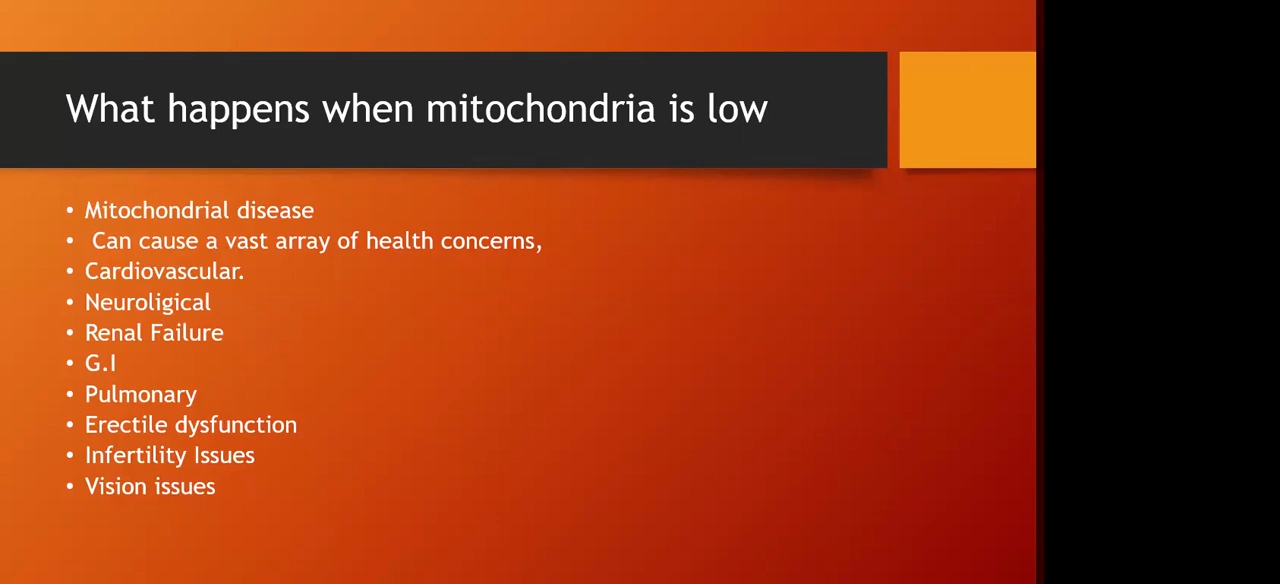 What happens when mitochondria is low
• Mitochondrial disease
• Can cause a vast array of health concerns,
• Cardiovascular.
• Neuroligical
• Renal Failure
• G.I
• Pulmonary
• Erectile dysfunction
• Infertility Issues
• Vision issues